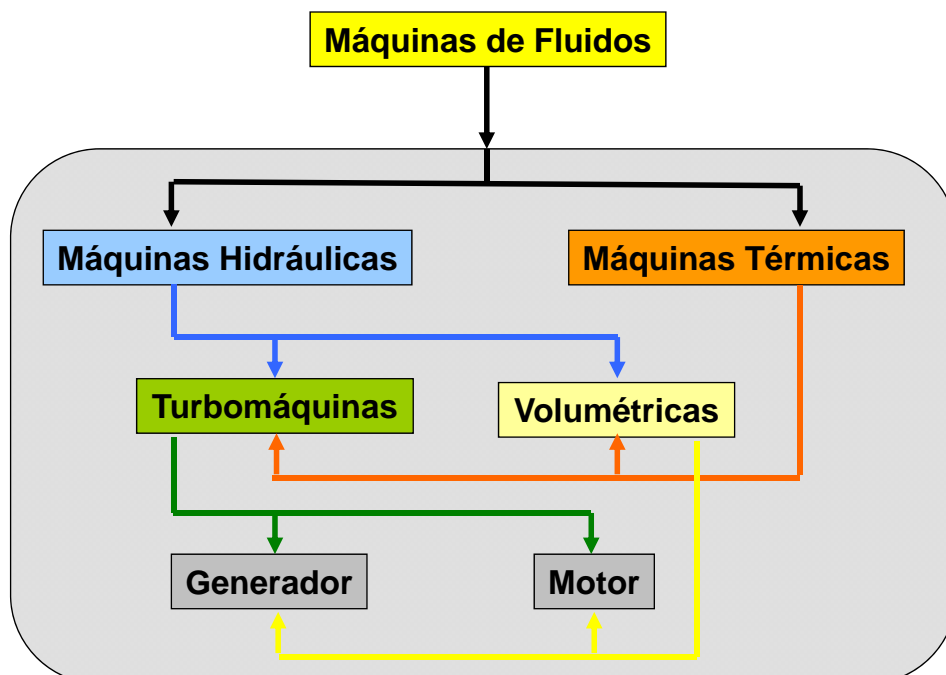 Máquinas de Fluidos
Máquinas Hidráulicas
Máquinas Térmicas
Turbomáquinas
Volumétricas
Generador
Motor